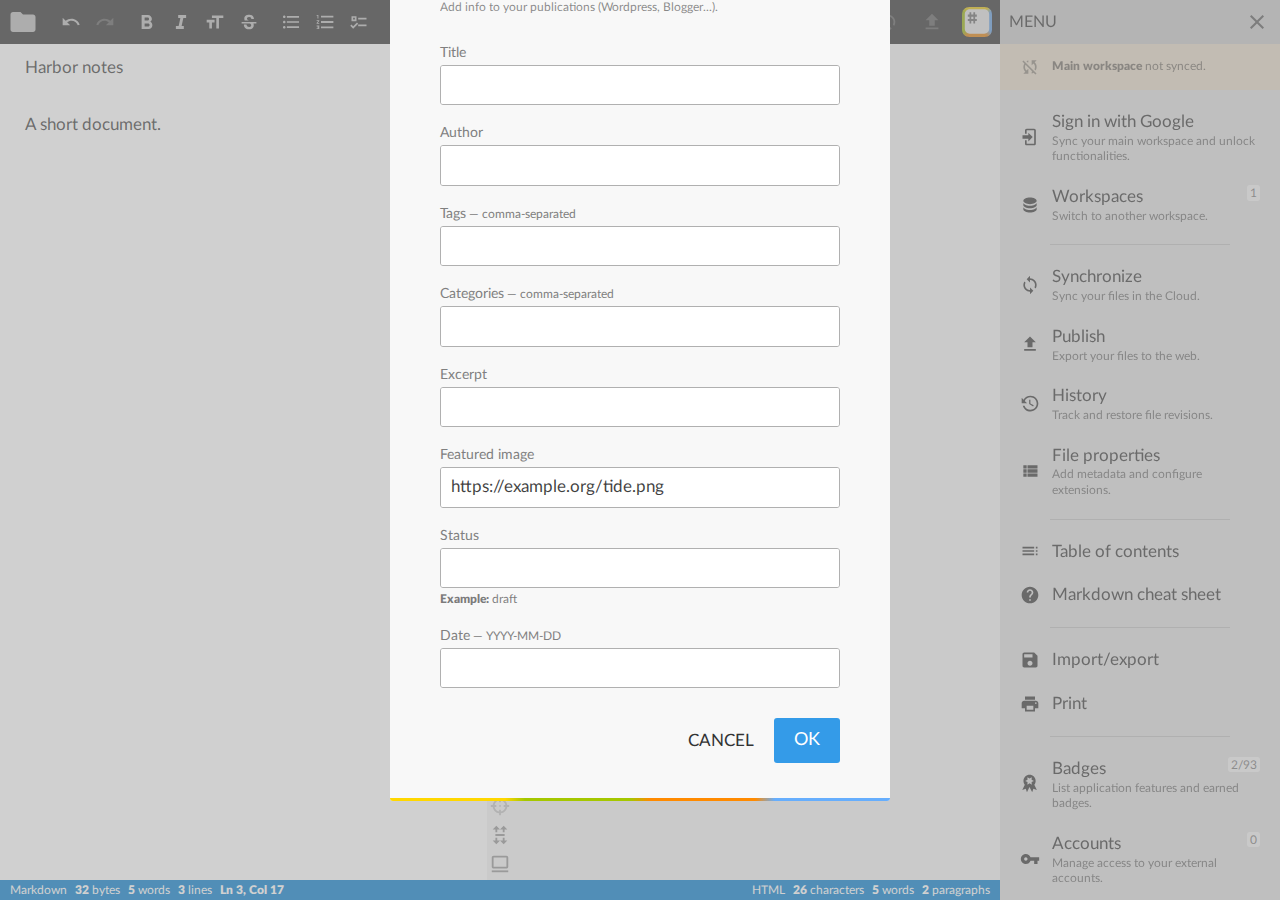 Add info to your publications (Wordpress, Blogger...).
MENU
Harbor notes
A short document.
Title
Author
Tags — comma-separated
Categories — comma-separated
Excerpt
Featured image
https://example.org/tide.png
Status
Example: draft
Date — YYYY-MM-DD
CANCEL
OK
Main workspace not synced.
Sign in with Google
Sync your main workspace and unlock
functionalities.
Workspaces
1
Switch to another workspace.
Synchronize
Sync your files in the Cloud.
Publish
Export your files to the web.
History
Track and restore file revisions.
File properties
Add metadata and configure
extensions.
Table of contents
Markdown cheat sheet
Import/export
Print
Badges
2/93
List application features and earned
badges.
Accounts
0
Manage access to your external
accounts.
Markdown 32 bytes 5 words 3 lines Ln 3, Col 17
HTML 26 characters 5 words 2 paragraphs